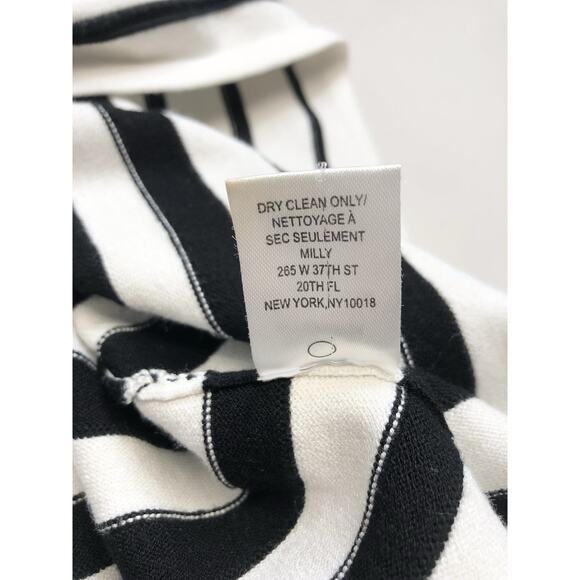 DRY CLEAN ONLY/
NETTOYAGE À
SEC SEULEMENT
MILLY
265 W 37TH ST
20TH FL
NEW YORK,NY10018